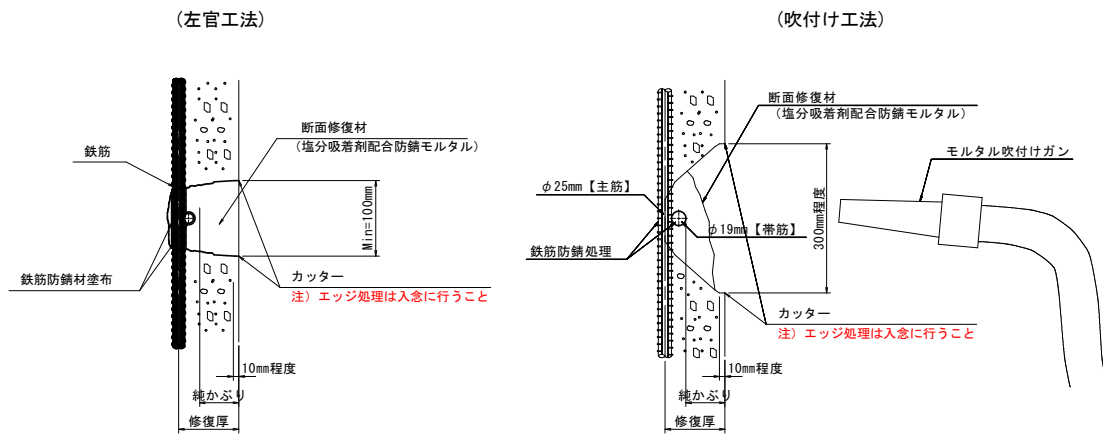 (左官工法)
鉄筋
断面修復材
(塩分吸着剤配合防錆モルタル)
Min=100mm
鉄筋防錆材塗布
カッター
注) エッジ処理は入念に行うこと
10mm程度
純かぶり
修復厚
(吹付け工法)
断面修復材
(塩分吸着剤配合防錆モルタル)
モルタル吹付けガン
φ25mm【主筋】
φ19mm【帯筋】
300mm程度
鉄筋防錆処理
カッター
注) エッジ処理は入念に行うこと
10mm程度
純かぶり
修復厚